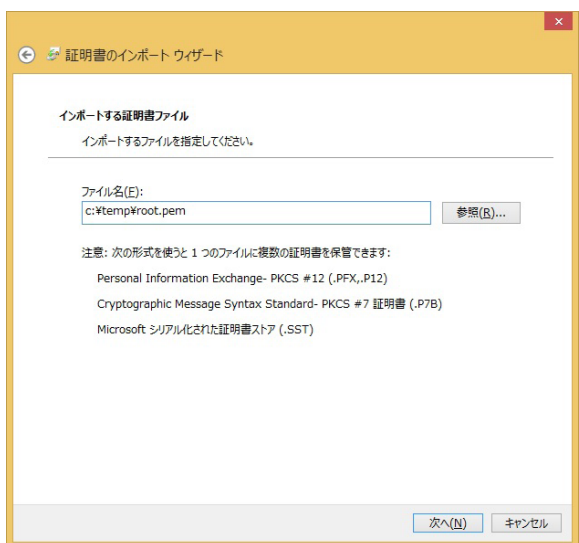 証明書のインポート ウィザード
インポートする証明書ファイル
インポートするファイルを指定してください。
ファイル名(F):
c:¥temp¥root.pem
参照(R)...
注意: 次の形式を使うと 1 つのファイルに複数の証明書を保管できます:
Personal Information Exchange- PKCS #12 (.PFX,.P12)
Cryptographic Message Syntax Standard- PKCS #7 証明書 (.P7B)
Microsoft シリアル化された証明書ストア (.SST)
次へ(N)
キャンセル